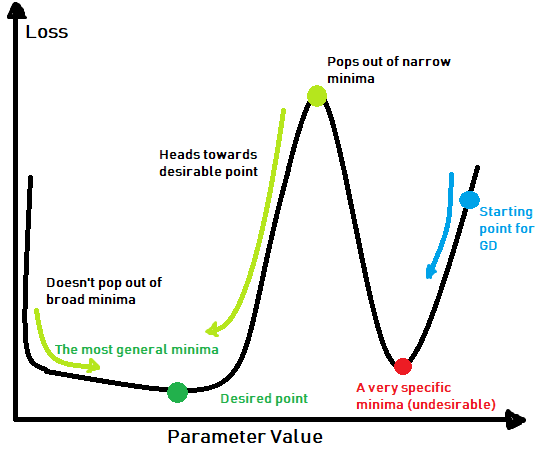 Loss
Pops out of narrow
minima
Heads towards
desirable point
Starting
point for
GD
Doesn't pop out of
broad minima
The most general minima
Desired point
A very specific
minima (undesirable)
Parameter Value